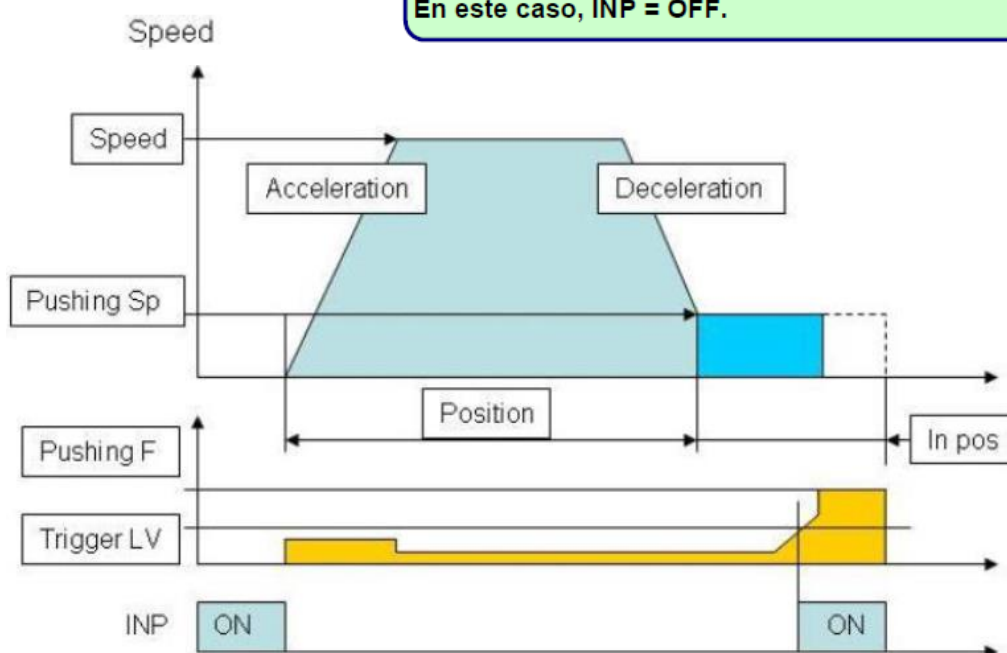 En este caso, INP = OFF.
Speed
Speed
Acceleration
Deceleration
Pushing Sp
Position
In pos
Pushing F
Trigger LV
INP
ON
ON